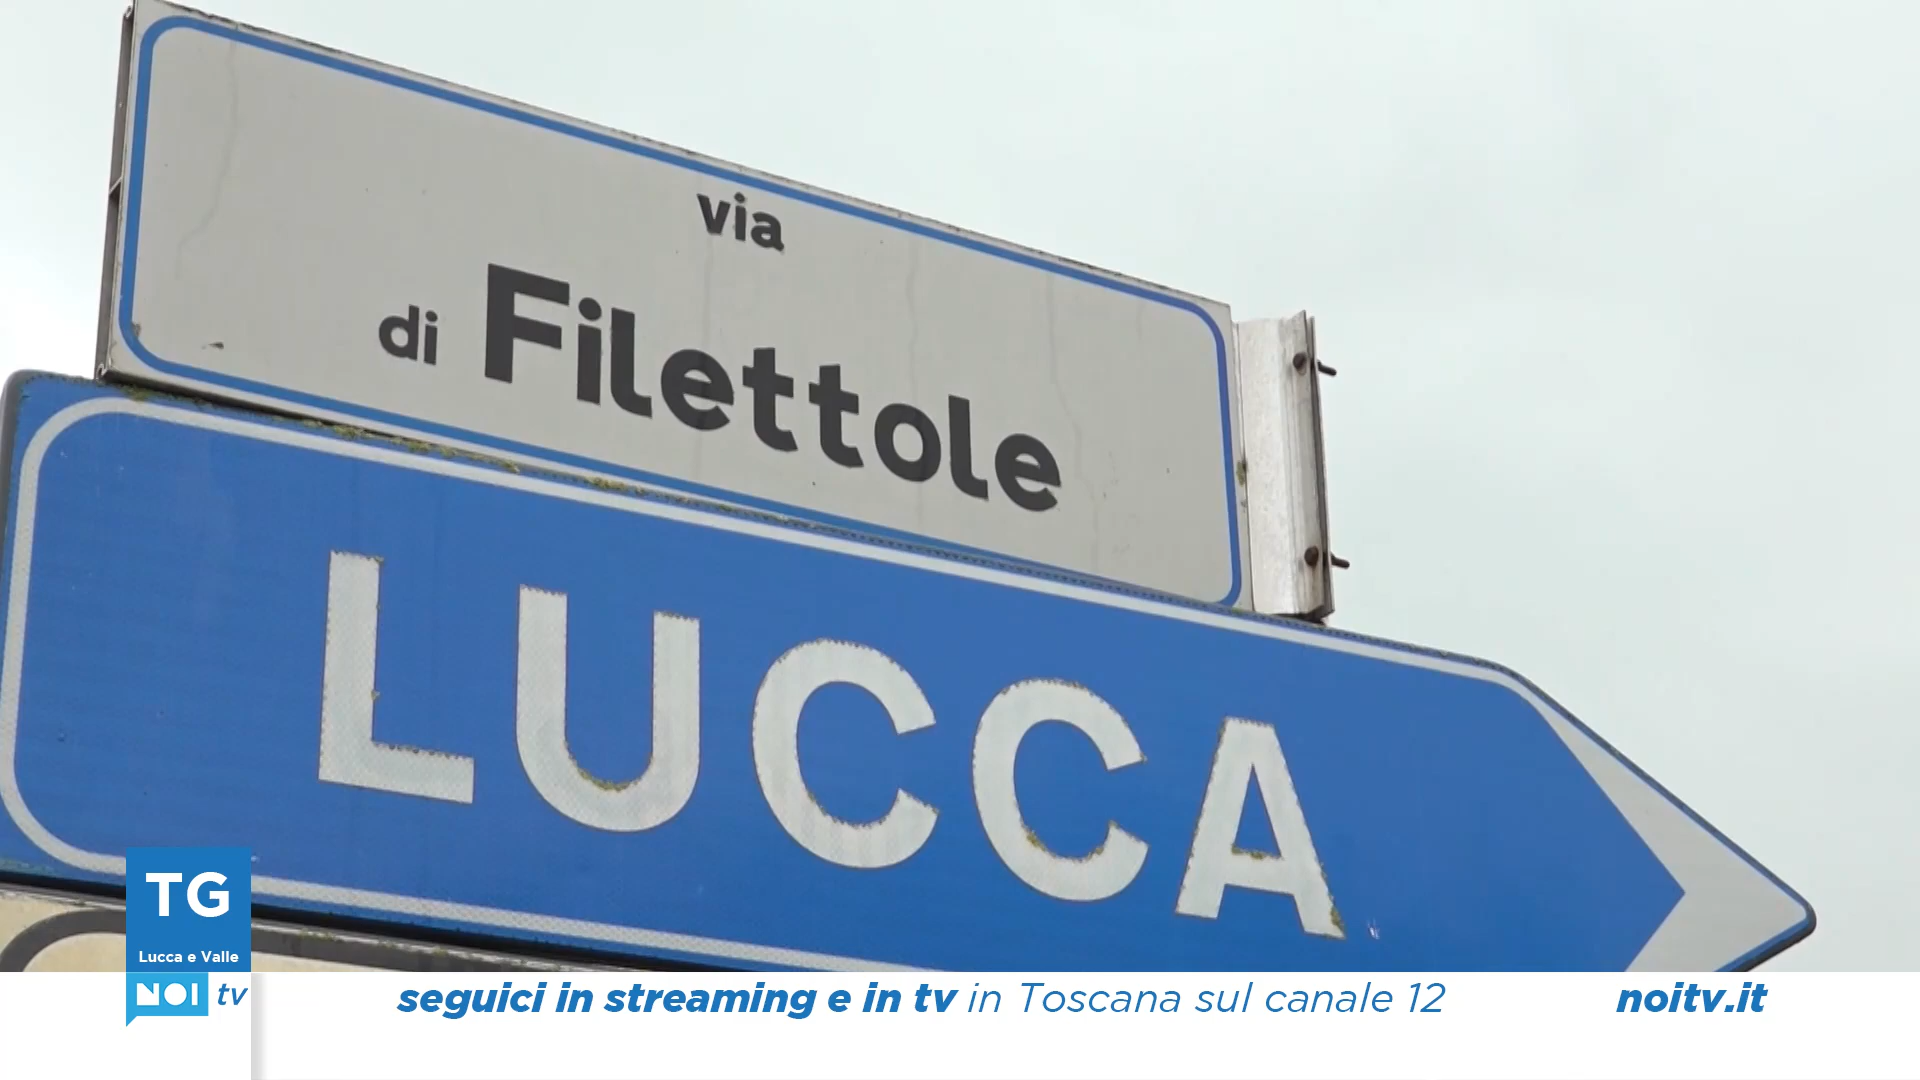 via
di Filettole
LUCCA
TG
Lucca e Valle
NOI tv
seguici in streaming e in tv in Toscana sul canale 12
noitv.it